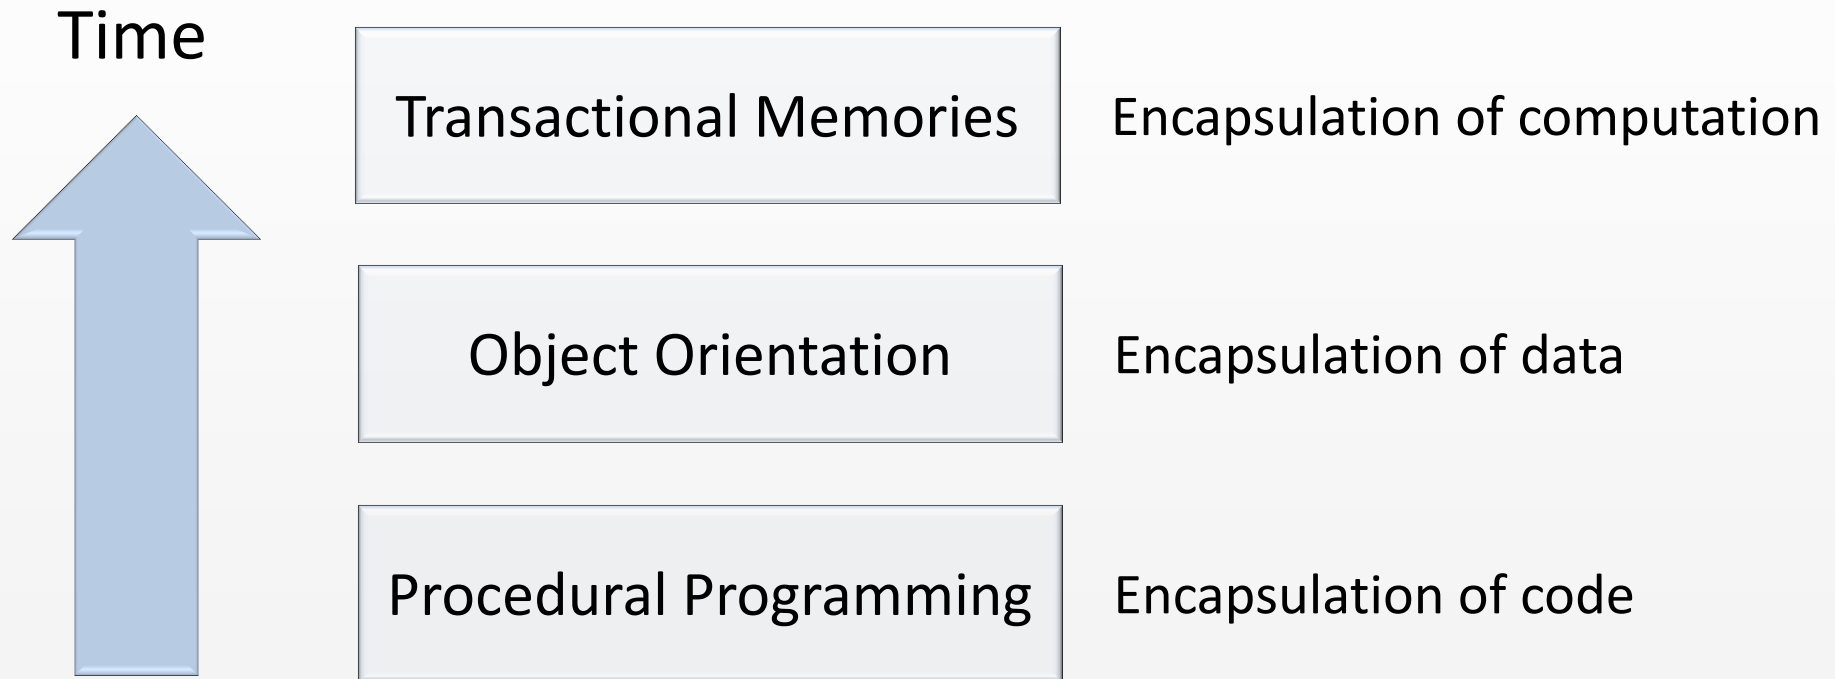 Time
Transactional Memories
Encapsulation of computation
Object Orientation
Encapsulation of data
Procedural Programming
Encapsulation of code